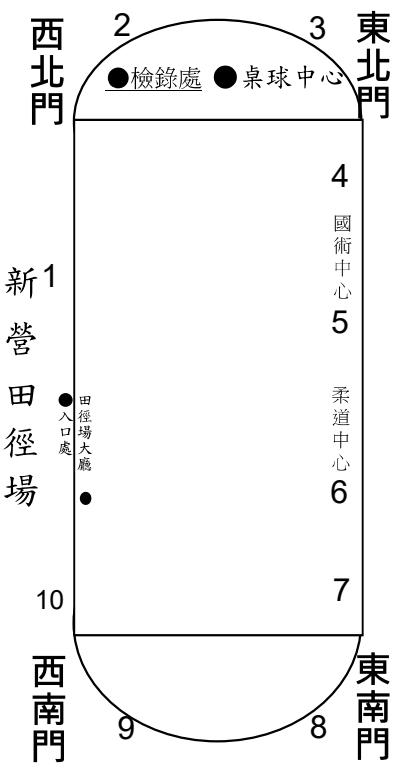 西北門
2
3
東北門
●檢錄處 ●桌球中心
4
國術中心
5
1
新營田徑場
●入口處
田徑場大廳
●
柔道中心
6
7
10
西南門
9
8
東南門